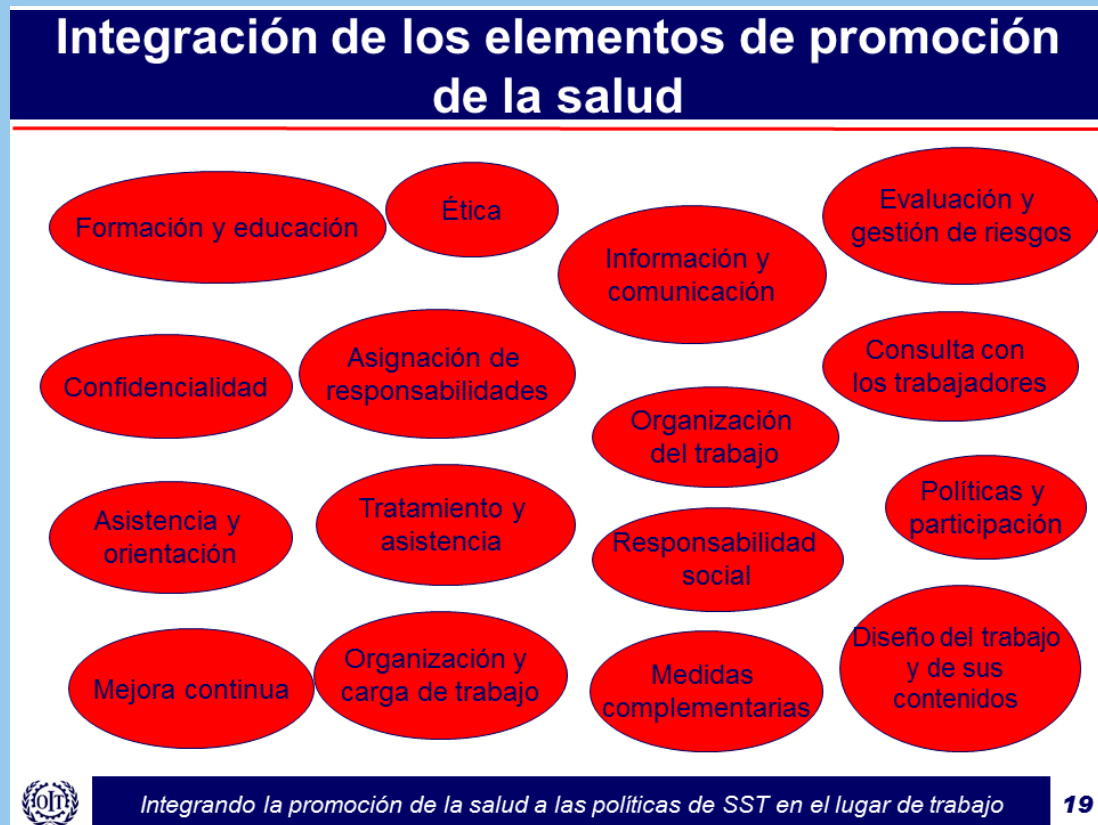 Integración de los elementos de promoción
de la salud
Formación y educación
Ética
Información y
comunicación
Evaluación y
gestión de riesgos
Confidencialidad
Asignación de
responsabilidades
Organización
del trabajo
Consulta con
los trabajadores
Asistencia y
orientación
Tratamiento y
asistencia
Responsabilidad
social
Políticas y
participación
Mejora continua
Organización y
carga de trabajo
Medidas
complementarias
Diseño del trabajo
y de sus
contenidos
OIT
Integrando la promoción de la salud a las políticas de SST en el lugar de trabajo
19